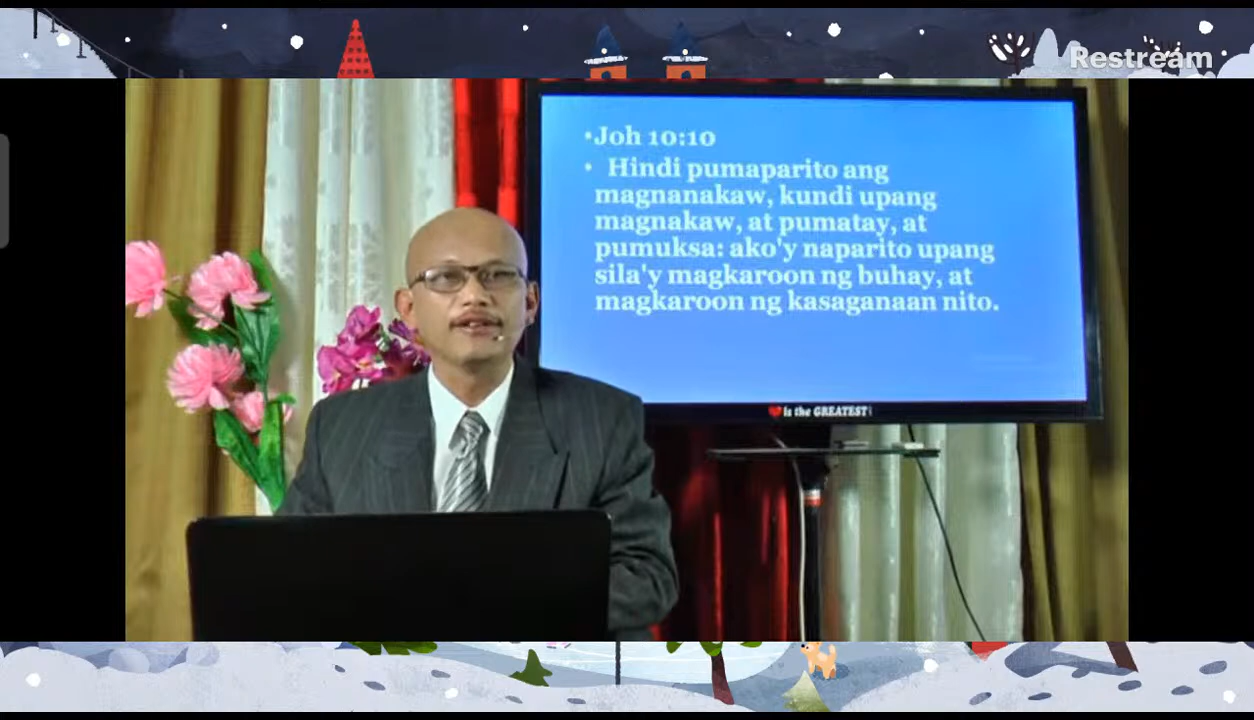 Restream
•Joh 10:10
• Hindi pumaparito ang
magnanakaw, kundi upang
magnakaw, at pumatay, at
pumuksa: ako'y naparito upang
sila'y magkaroon ng buhay, at
magkaroon ng kasaganaan nito.
is the GREATEST!